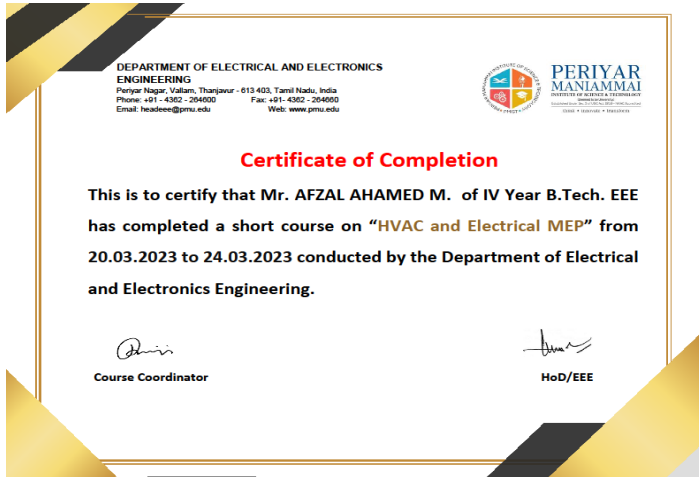 DEPARTMENT OF ELECTRICAL AND ELECTRONICS
ENGINEERING
Periyar Nagar, Vallam, Thanjavur - 613 403, Tamil Nadu, India
Phone: +91 - 4362 - 264600 Fax: +91- 4362 - 264660
Email: headeee@pmu.edu Web: www.pmu.edu
PERIYAR
MANIAMMAI
INSTITUTE OF SCIENCE & TECHNOLOGY
think • innovate • transform
Certificate of Completion
This is to certify that Mr. AFZAL AHAMED M. of IV Year B.Tech. EEE
has completed a short course on “HVAC and Electrical MEP” from
20.03.2023 to 24.03.2023 conducted by the Department of Electrical
and Electronics Engineering.
Course Coordinator
HoD/EEE